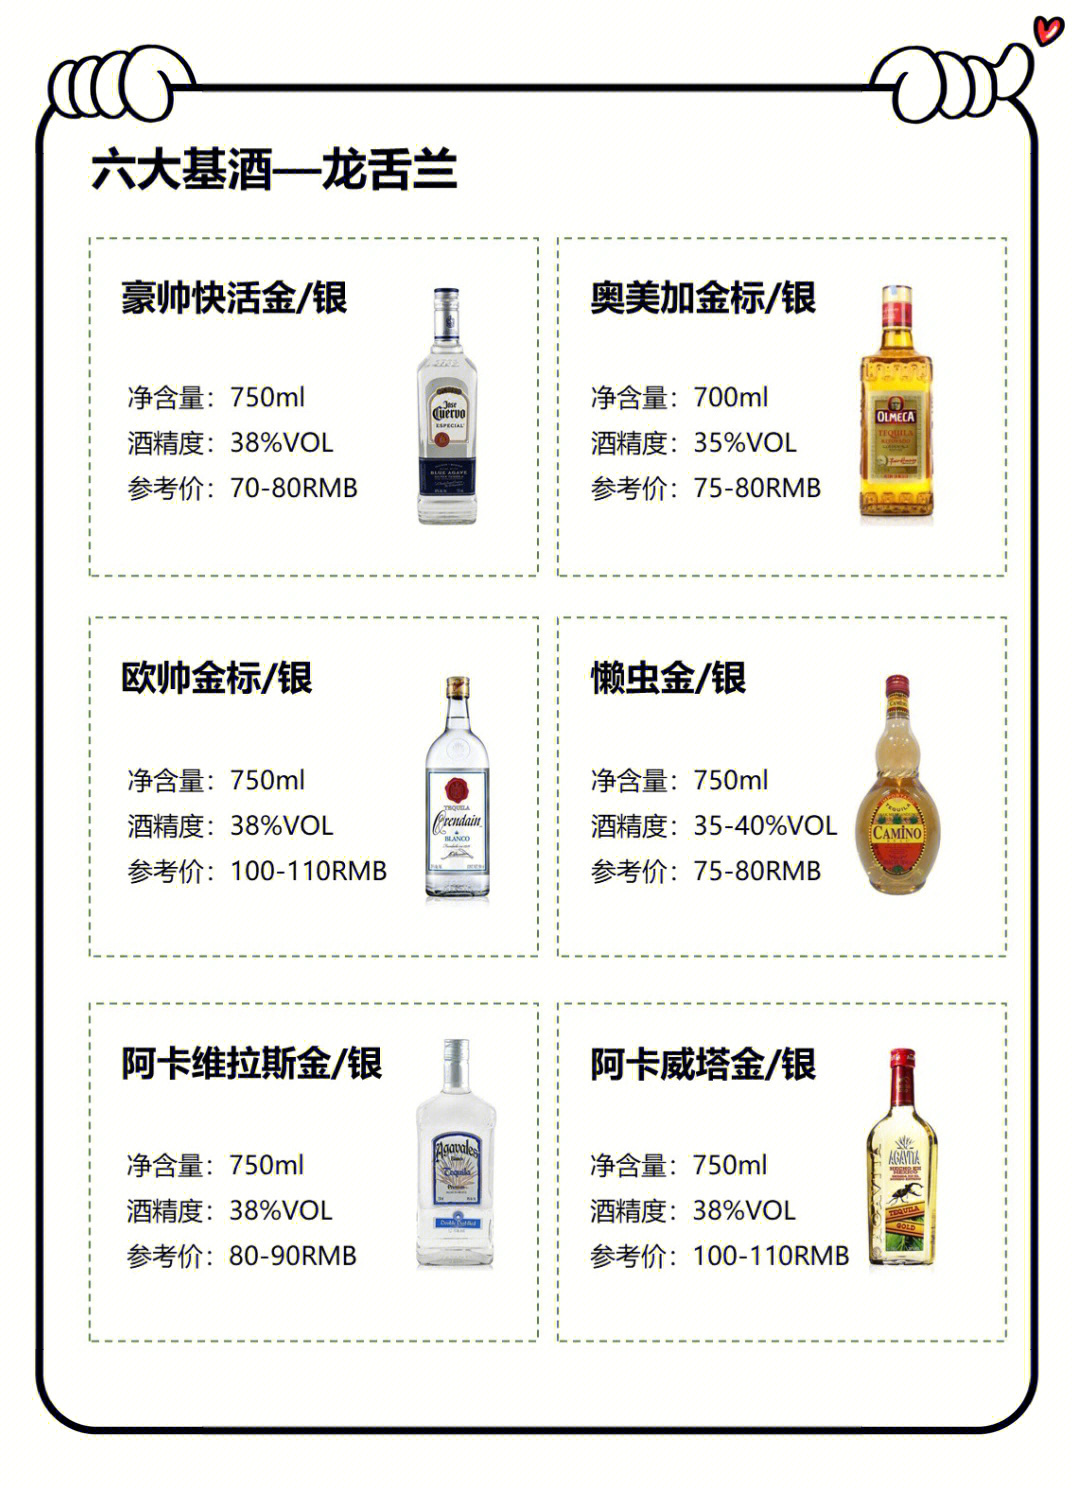 六大基酒—龙舌兰
豪帅快活金/银
净含量：750ml
酒精度：38%VOL
参考价：70-80RMB
Jose
Cuervo
ESPECIAL
BLUE AGAVE
奥美加金标/银
净含量：700ml
酒精度：35%VOL
参考价：75-80RMB
OLMECA
TEQUILA
欧帅金标/银
净含量：750ml
酒精度：38%VOL
参考价：100-110RMB
TEQUILA
Orendain
BLANCO
懒虫金/银
净含量：750ml
酒精度：35-40%VOL
参考价：75-80RMB
CAMINO
TEQUILA
CAMINO
阿卡维拉斯金/银
净含量：750ml
酒精度：38%VOL
参考价：80-90RMB
Agavales
Tequila
阿卡威塔金/银
净含量：750ml
酒精度：38%VOL
参考价：100-110RMB
AGAVITA
TEQUILA
GOLD